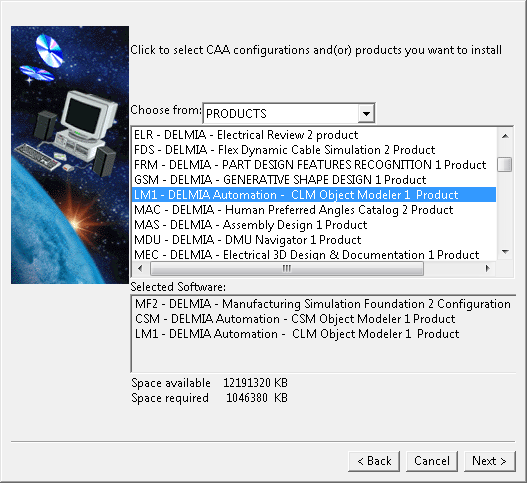 Click to select CAA configurations and(or) products you want to install
Choose from: PRODUCTS
ELR - DELMIA - Electrical Review 2 product
FDS - DELMIA - Flex Dynamic Cable Simulation 2 Product
FRM - DELMIA - PART DESIGN FEATURES RECOGNITION 1 Product
GSM - DELMIA - GENERATIVE SHAPE DESIGN 1 Product
LM1 - DELMIA Automation -  CLM Object Modeler 1  Product
MAC - DELMIA - Human Preferred Angles Catalog 2 Product
MAS - DELMIA - Assembly Design 1 Product
MDU - DELMIA - DMU Navigator 1 Product
MEC - DELMIA - Electrical 3D Design & Documentation 1 Product
Selected Software:
MF2 - DELMIA - Manufacturing Simulation Foundation 2 Configuration
CSM - DELMIA Automation - CSM Object Modeler 1 Product
LM1 - DELMIA Automation -  CLM Object Modeler 1  Product
Space available 12191320 KB
Space required 1046380 KB
< Back Cancel Next >